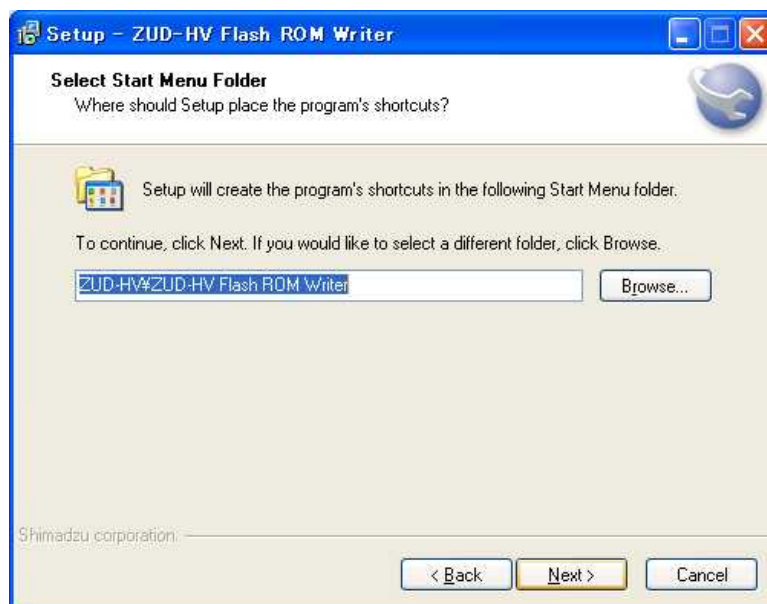 Setup - ZUD-HV Flash ROM Writer
Select Start Menu Folder
Where should Setup place the program's shortcuts?
Setup will create the program's shortcuts in the following Start Menu folder.
To continue, click Next. If you would like to select a different folder, click Browse.
ZUD-HV¥ZUD-HV Flash ROM Writer
Browse...
Shimadzu corporation.
< Back
Next >
Cancel